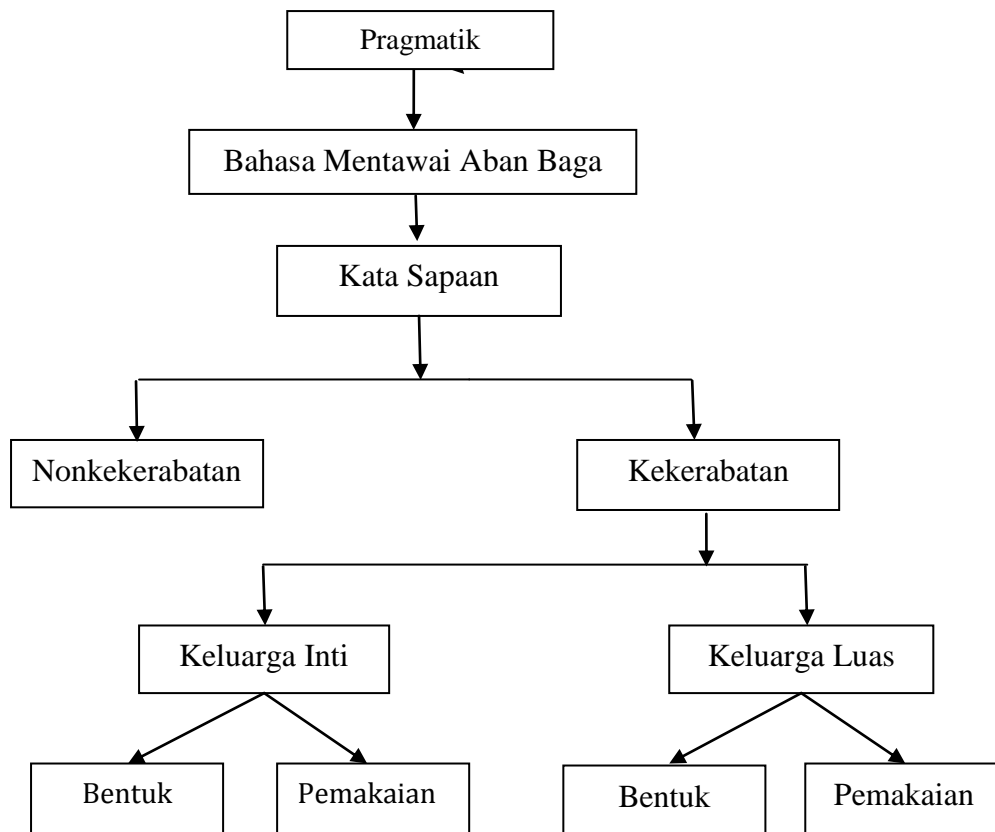 Pragmatik
Bahasa Mentawai Aban Baga
Kata Sapaan
Nonkekerabatan
Kekerabatan
Keluarga Inti
Keluarga Luas
Bentuk
Pemakaian
Bentuk
Pemakaian